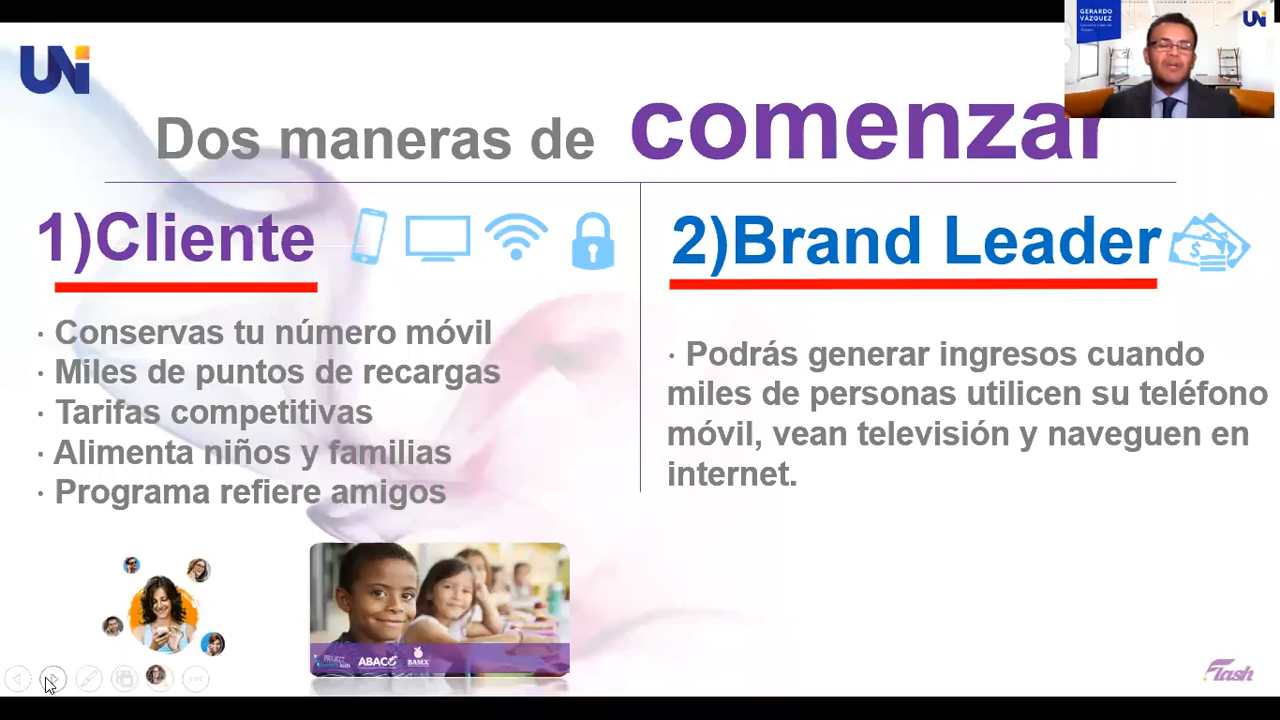 UNi
GERARDO
VÁZQUEZ
UNi
Dos maneras de comenzar
1)Cliente
· Conservas tu número móvil
· Miles de puntos de recargas
· Tarifas competitivas
· Alimenta niños y familias
· Programa refiere amigos
PROJECT
ABACO
BAMX
2)Brand Leader
· Podrás generar ingresos cuando
miles de personas utilicen su teléfono
móvil, vean televisión y naveguen en
internet.
Flash